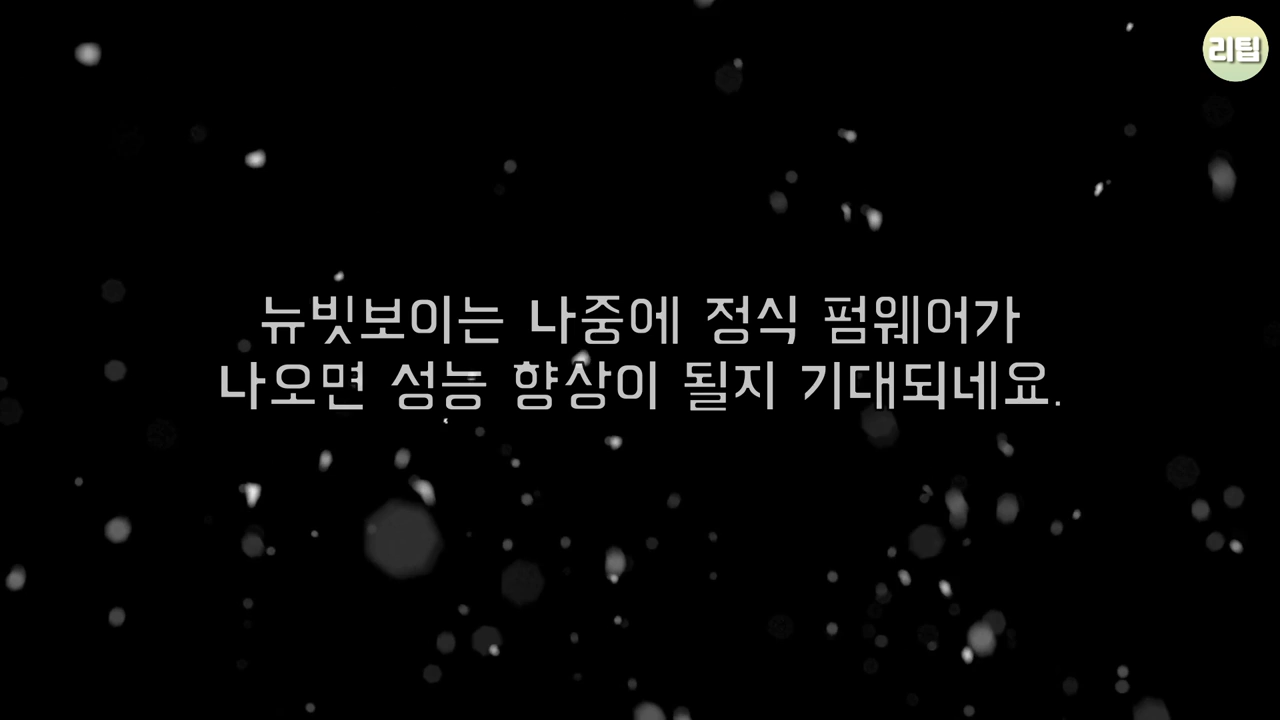 리팁
뉴빗보이는 나중에 정식 펌웨어가
나오면 성능 향상이 될지 기대되네요.